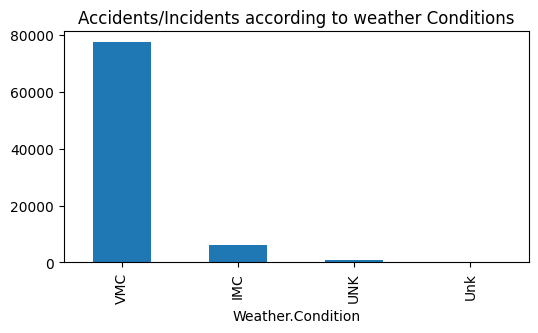 Accidents/Incidents according to weather Conditions
80000
60000
40000
20000
0
VMC
IMC
UNK
Unk
Weather.Condition